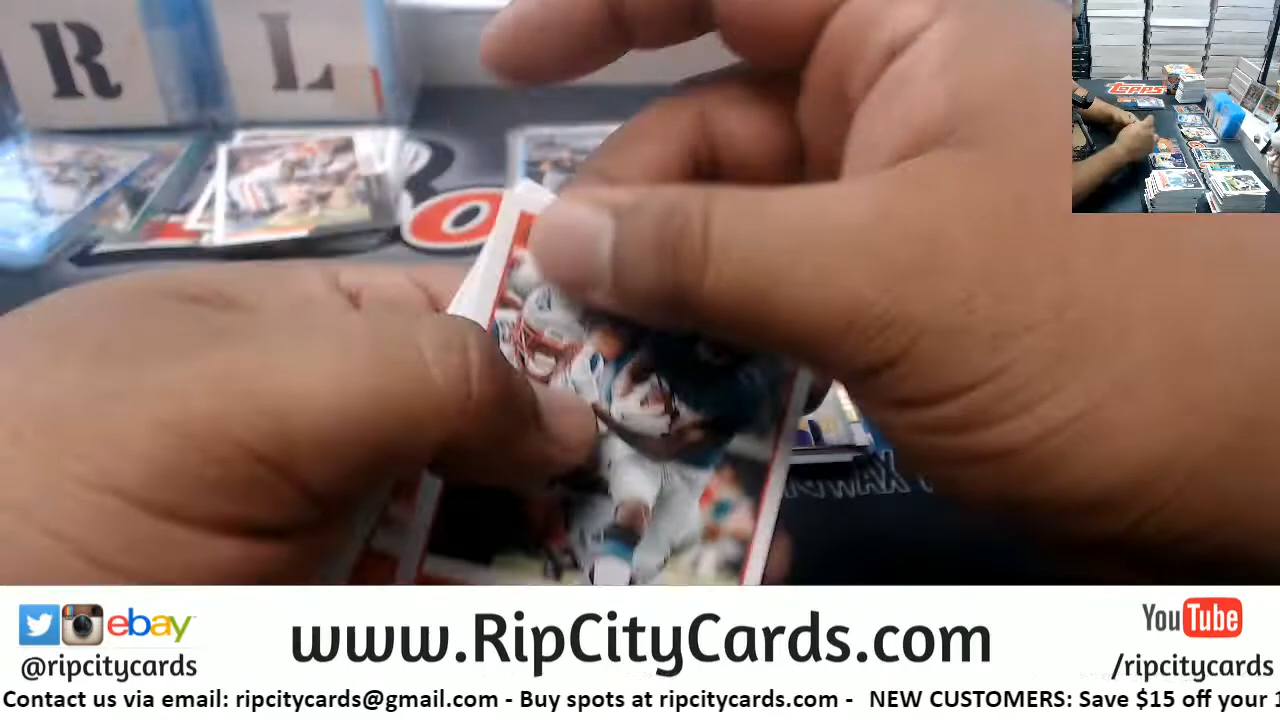 R L
Topps
O
WAX
ebay
@ripcitycards
www.RipCityCards.com
YouTube
/ripcitycards
Contact us via email: ripcitycards@gmail.com - Buy spots at ripcitycards.com - NEW CUSTOMERS: Save $15 off your